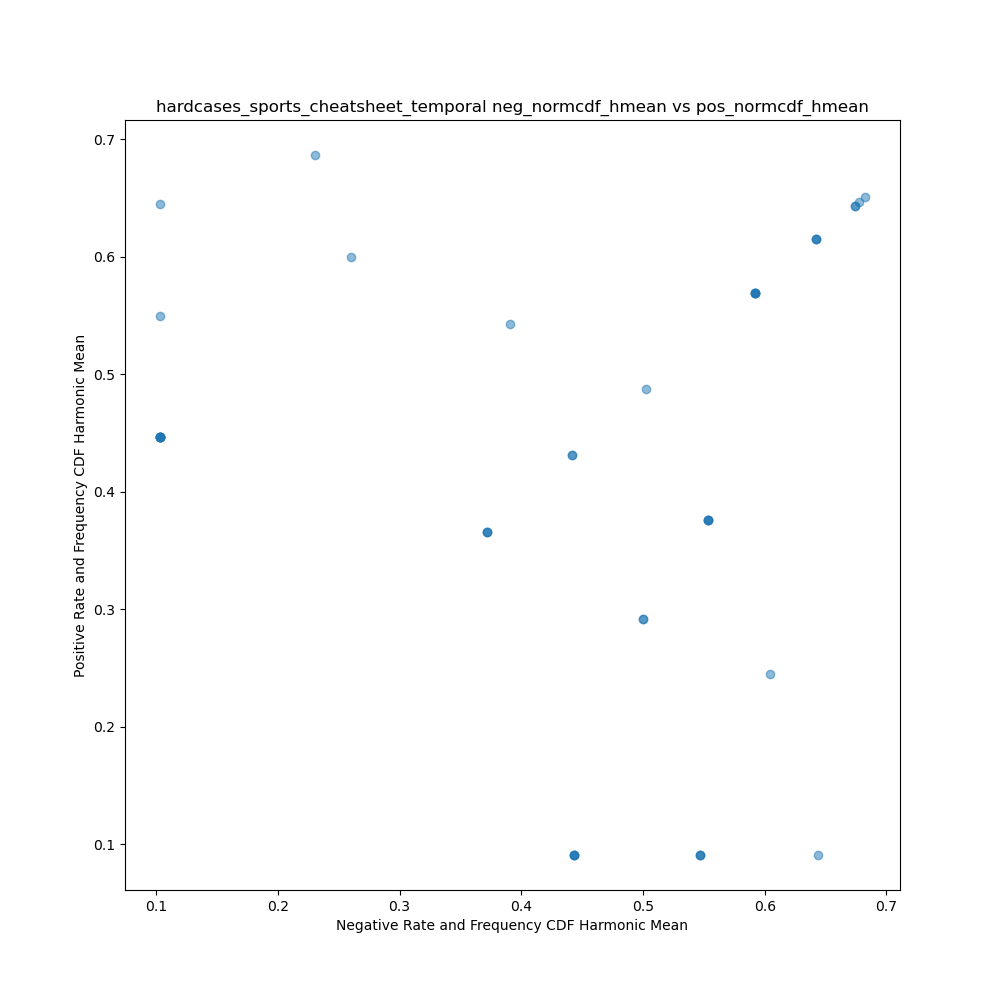 hardcases_sports_cheatsheet_temporal neg_normcdf_hmean vs pos_normcdf_hmean
Positive Rate and Frequency CDF Harmonic Mean
0.7
0.6
0.5
0.4
0.3
0.2
0.1
0.1 0.2 0.3 0.4 0.5 0.6 0.7
Negative Rate and Frequency CDF Harmonic Mean